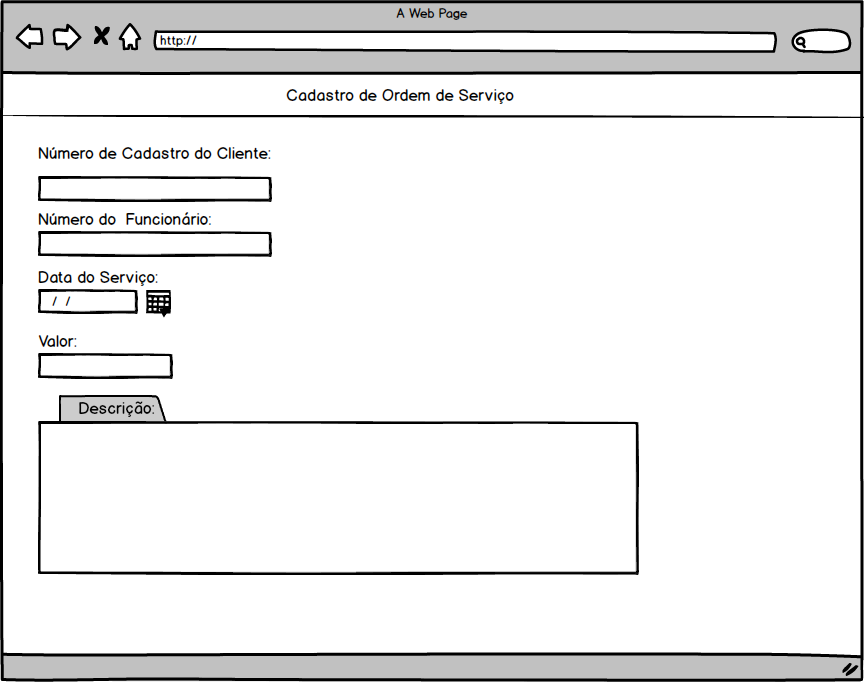 A Web Page
http://
Cadastro de Ordem de Serviço
Número de Cadastro do Cliente:
Número do  Funcionário:
Data do Serviço:
/ /
Valor:
Descrição: